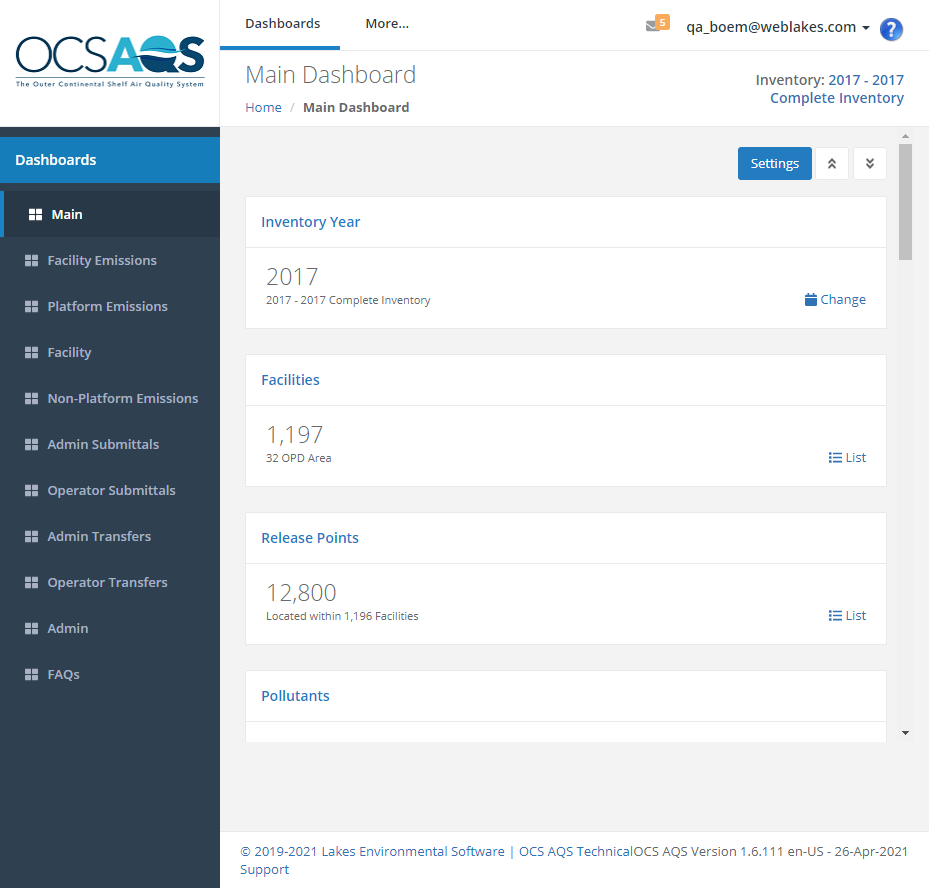 OCSAQS
The Outer Continental Shelf Air Quality System
Dashboards
More...
5
qa_boem@weblakes.com
?
Main Dashboard
Home / Main Dashboard
Inventory: 2017 - 2017
Complete Inventory
Dashboards
Main
Facility Emissions
Platform Emissions
Facility
Non-Platform Emissions
Admin Submittals
Operator Submittals
Admin Transfers
Operator Transfers
Admin
FAQs
Settings
Inventory Year
2017
2017 - 2017 Complete Inventory
Change
Facilities
1,197
32 OPD Area
List
Release Points
12,800
Located within 1,196 Facilities
List
Pollutants
© 2019-2021 Lakes Environmental Software | OCS AQS Technical
Support
OCS AQS Version 1.6.111 en-US - 26-Apr-2021